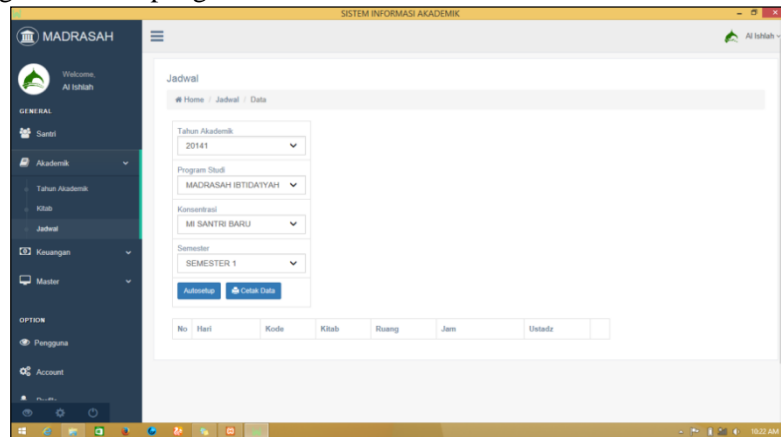 SISTEM INFORMASI AKADEMIK
MADRASAH
Al Ishlah
Welcome,
Al Ishlah
GENERAL
Santri
Akademik
Tahun Akademik
Kitab
Jadwal
Keuangan
Master
OPTION
Pengguna
Account
Jadwal
Home / Jadwal / Data
Tahun Akademik
20141
Program Studi
MADRASAH IBTIDA'IYAH
Konsentrasi
MI SANTRI BARU
Semester
SEMESTER 1
Autosetup Cetak Data
No Hari Kode Kitab Ruang Jam Ustadz
10:22 AM